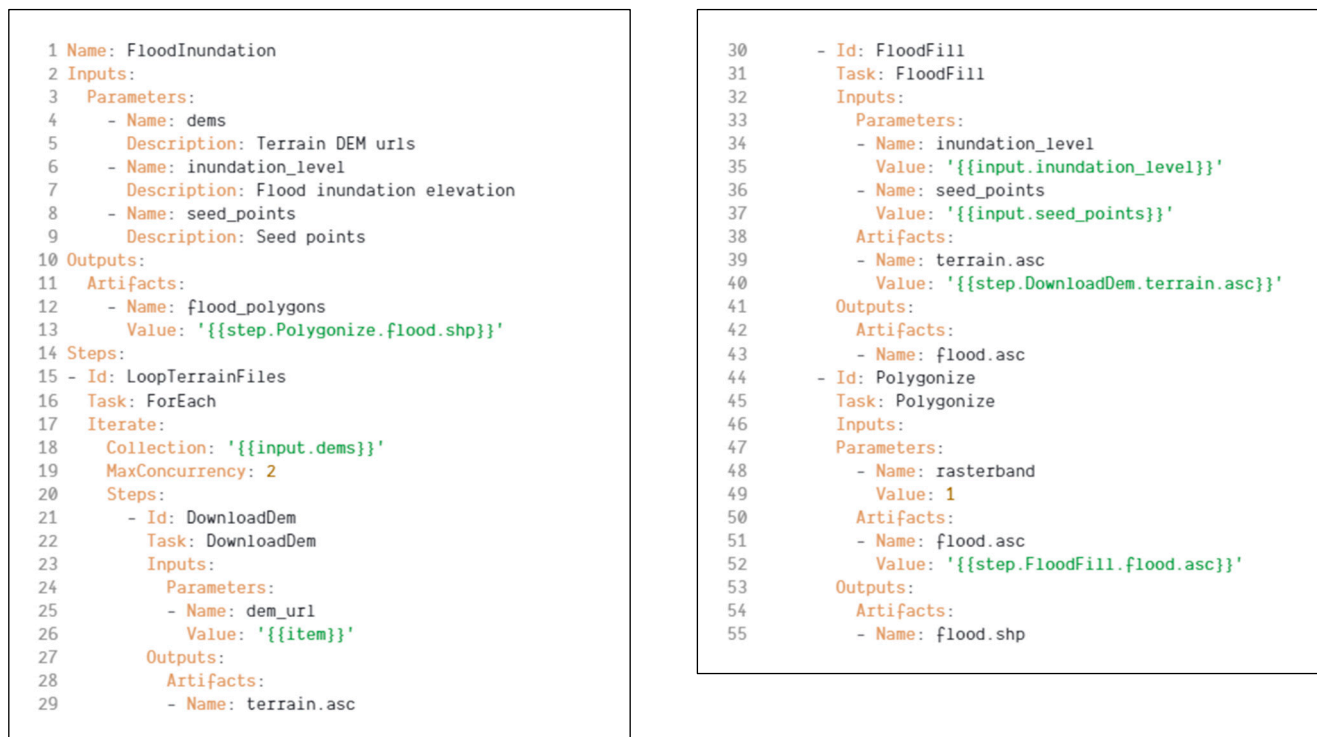 1 Name: FloodInundation
2 Inputs:
3   Parameters:
4     - Name: dems
5       Description: Terrain DEM urls
6     - Name: inundation_level
7       Description: Flood inundation elevation
8     - Name: seed_points
9       Description: Seed points
10 Outputs:
11   Artifacts:
12     - Name: flood_polygons
13       Value: '{{step.Polygonize.flood.shp}}'
14 Steps:
15 - Id: LoopTerrainFiles
16   Task: ForEach
17   Iterate:
18     Collection: '{{input.dems}}'
19     MaxConcurrency: 2
20     Steps:
21       - Id: DownloadDem
22         Task: DownloadDem
23         Inputs:
24           Parameters:
25           - Name: dem_url
26             Value: '{{item}}'
27         Outputs:
28           Artifacts:
29           - Name: terrain.asc
30       - Id: FloodFill
31         Task: FloodFill
32         Inputs:
33           Parameters:
34           - Name: inundation_level
35             Value: '{{input.inundation_level}}'
36           - Name: seed_points
37             Value: '{{input.seed_points}}'
38           Artifacts:
39           - Name: terrain.asc
40             Value: '{{step.DownloadDem.terrain.asc}}'
41         Outputs:
42           Artifacts:
43           - Name: flood.asc
44       - Id: Polygonize
45         Task: Polygonize
46         Inputs:
47         Parameters:
48           - Name: rasterband
49             Value: 1
50           Artifacts:
51           - Name: flood.asc
52             Value: '{{step.FloodFill.flood.asc}}'
53         Outputs:
54           Artifacts:
55           - Name: flood.shp